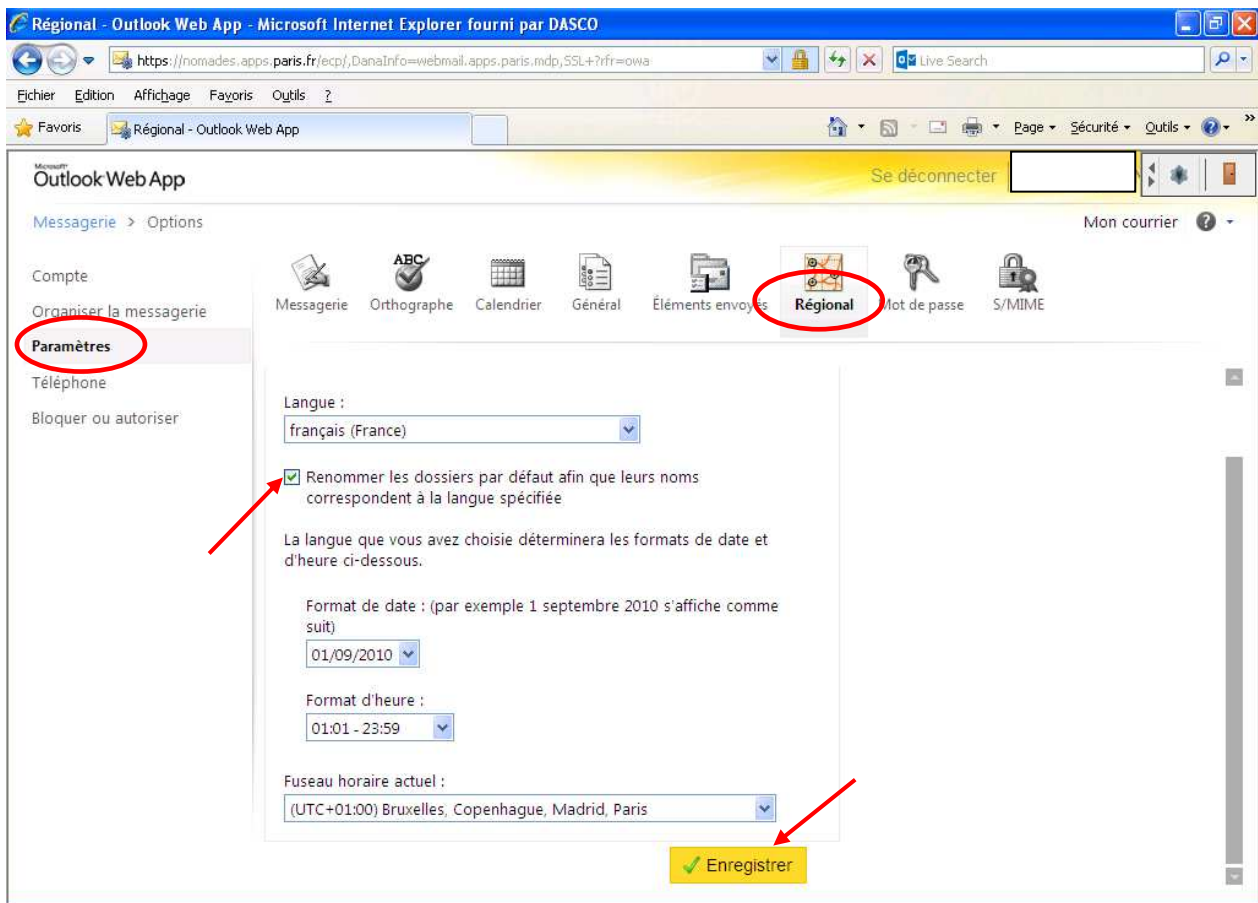 Régional - Outlook Web App - Microsoft Internet Explorer fourni par DASCO
https://nomades.apps.paris.fr/ecp/,DanaInfo=webmail.apps.paris.mdp,SSL+?rfr=owa
Live Search
Fichier Edition Affichage Favoris Outils ?
Favoris
Régional - Outlook Web App
Page Sécurité Outils »
Microsoft
Outlook Web App
Se déconnecter
Messagerie > Options
Mon courrier
Compte
Organiser la messagerie
Paramètres
Téléphone
Bloquer ou autoriser
ABC
Messagerie Orthographe Calendrier Général Éléments envoyés Régional Mot de passe S/MIME
Langue :
français (France)
Renommer les dossiers par défaut afin que leurs noms
correspondent à la langue spécifiée
La langue que vous avez choisie déterminera les formats de date et
d'heure ci-dessous.
Format de date : (par exemple 1 septembre 2010 s'affiche comme
suit)
01/09/2010
Format d'heure :
01:01 - 23:59
Fuseau horaire actuel :
(UTC+01:00) Bruxelles, Copenhague, Madrid, Paris
Enregistrer